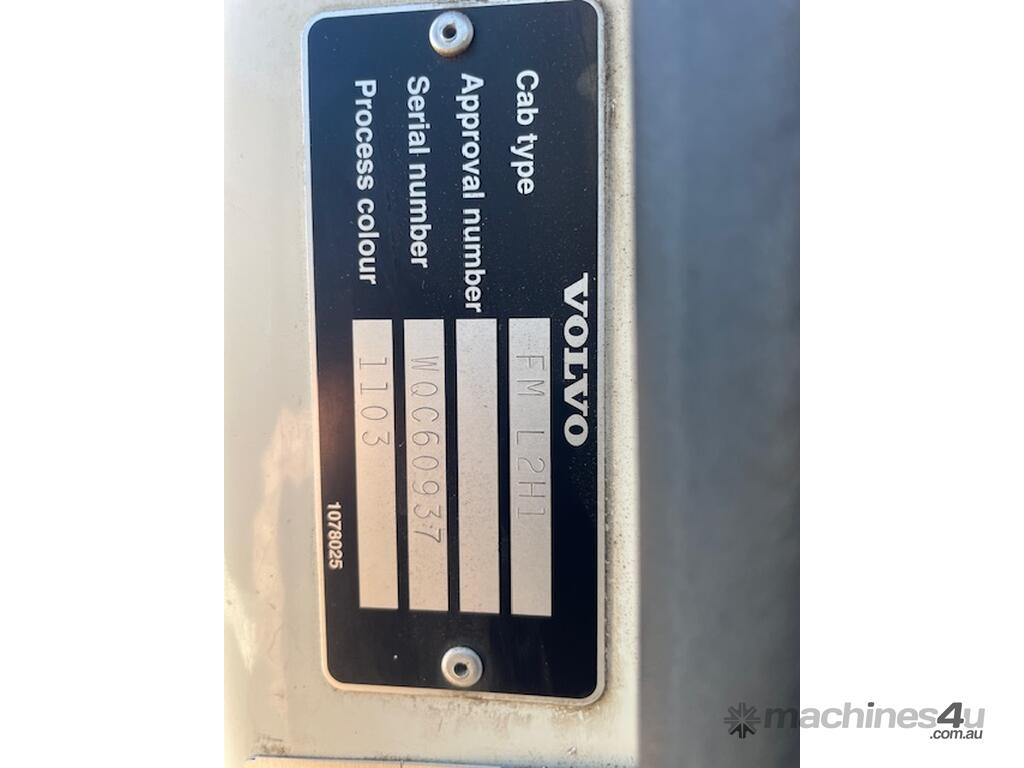 VOLVO
Cab type FM L2H1
Approval number
Serial number WQC60937
Process colour 1103
1078025
machines4u
.com.au